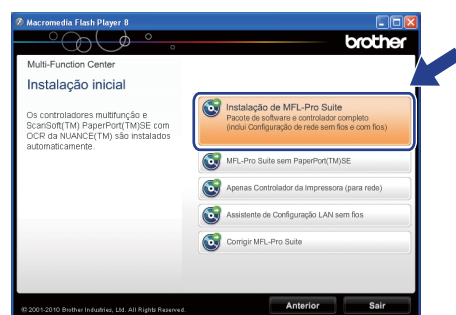 Macromedia Flash Player 8
brother
Multi-Function Center
Instalação inicial
Os controladores multifunção e
ScanSoft(TM) PaperPort(TM)SE com
OCR da NUANCE(TM) são instalados
automaticamente.
Instalação de MFL-Pro Suite
Pacote de software e controlador completo
(inclui Configuração de rede sem fios e com fios)
MFL-Pro Suite sem PaperPort(TM)SE
Apenas Controlador da Impressora (para rede)
Assistente de Configuração LAN sem fios
Corrigir MFL-Pro Suite
© 2001-2010 Brother Industries, Ltd. All Rights Reserved.
Anterior
Sair